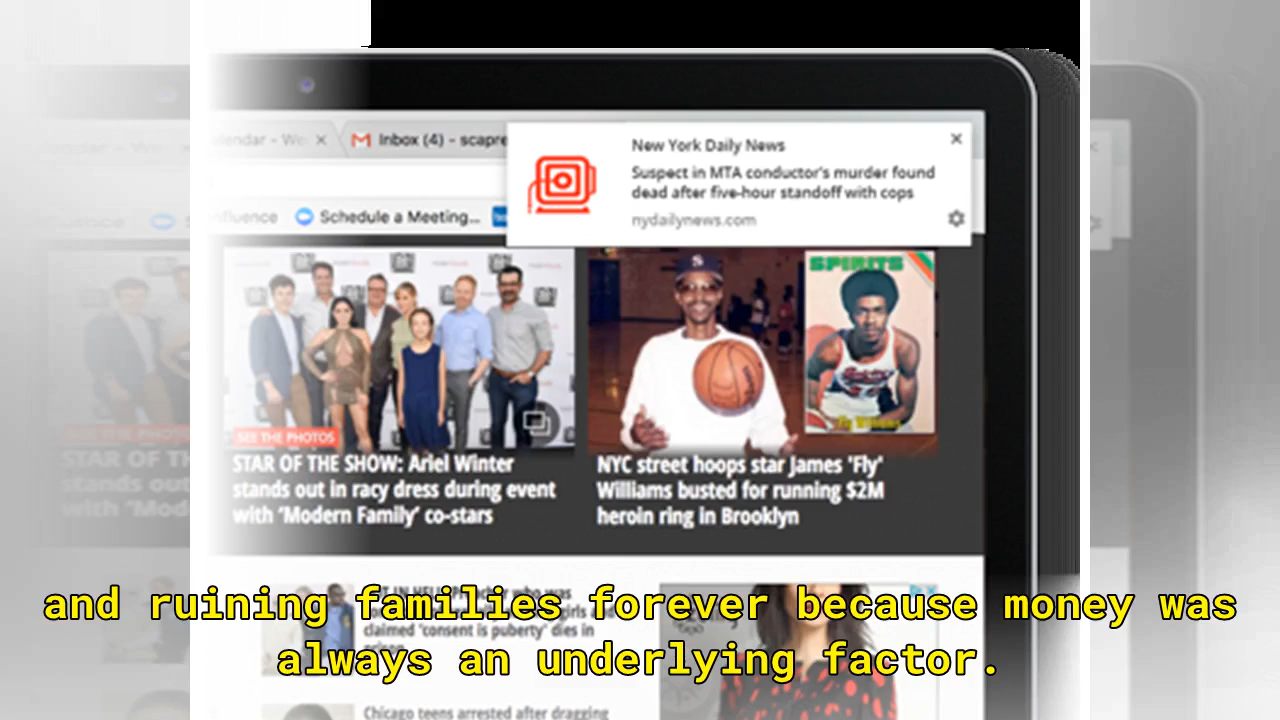 Calendar - We
Inbox (4) - scapre
New York Daily News
Suspect in MTA conductor's murder found
dead after five-hour standoff with cops
nydailynews.com
Schedule a Meeting...
SPIRITS
SEE THE PHOTOS
STAR OF THE SHOW: Ariel Winter
stands out in racy dress during event
with 'Modern Family' co-stars
NYC street hoops star James 'Fly'
Williams busted for running $2M
heroin ring in Brooklyn
claimed 'consent is puberty' dies in
Chicago teens arrested after dragging
and ruining families forever because money was
always an underlying factor.